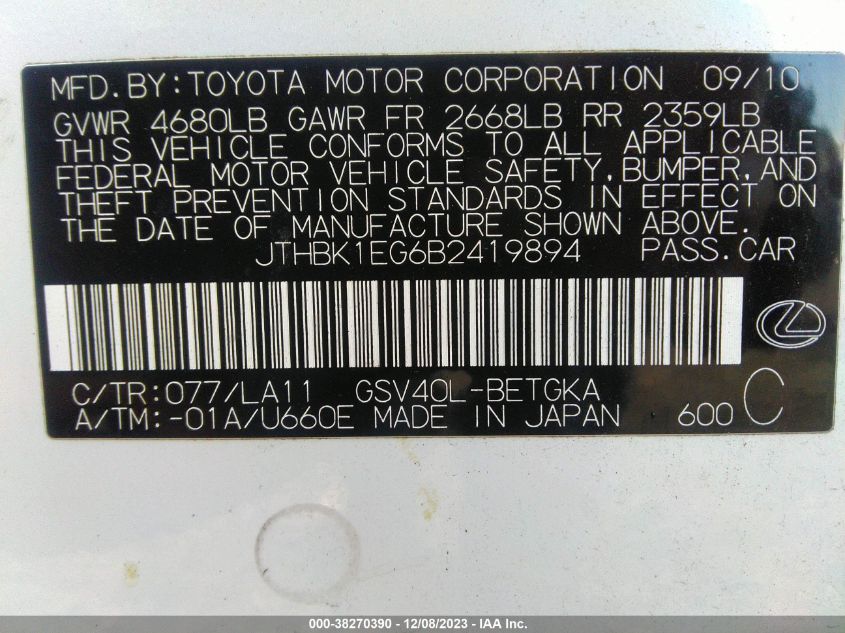 MFD.BY:TOYOTA MOTOR CORPORATION 09/10
GVWR 4680LB GAWR FR 2668LB RR 2359LB
THIS VEHICLE CONFORMS TO ALL APPLICABLE
FEDERAL MOTOR VEHICLE SAFETY,BUMPER,AND
THEFT PREVENTION STANDARDS IN EFFECT ON
THE DATE OF MANUFACTURE SHOWN ABOVE.
JTHBK1EG6B2419894 PASS.CAR
C/TR:077/LA11 GSV40L-BETGKA
A/TM:-01A/U660E MADE IN JAPAN 600 C
000-38270390 - 12/08/2023 - IAA Inc.